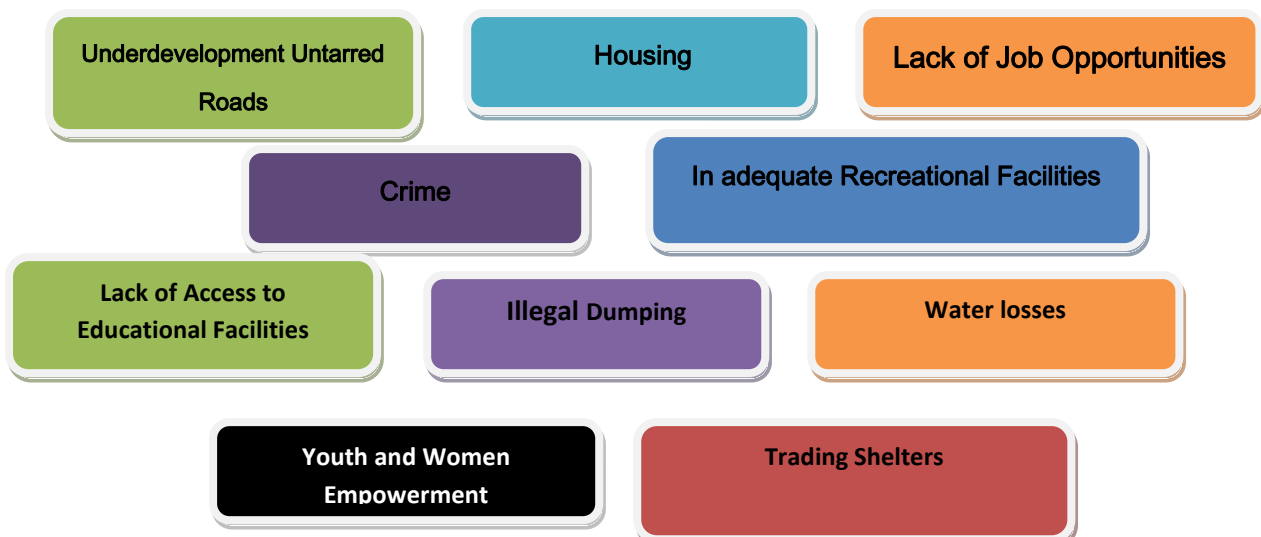 Underdevelopment Untarred
Roads
Housing
Lack of Job Opportunities
Crime
In adequate Recreational Facilities
Lack of Access to
Educational Facilities
Illegal Dumping
Water losses
Youth and Women
Empowerment
Trading Shelters